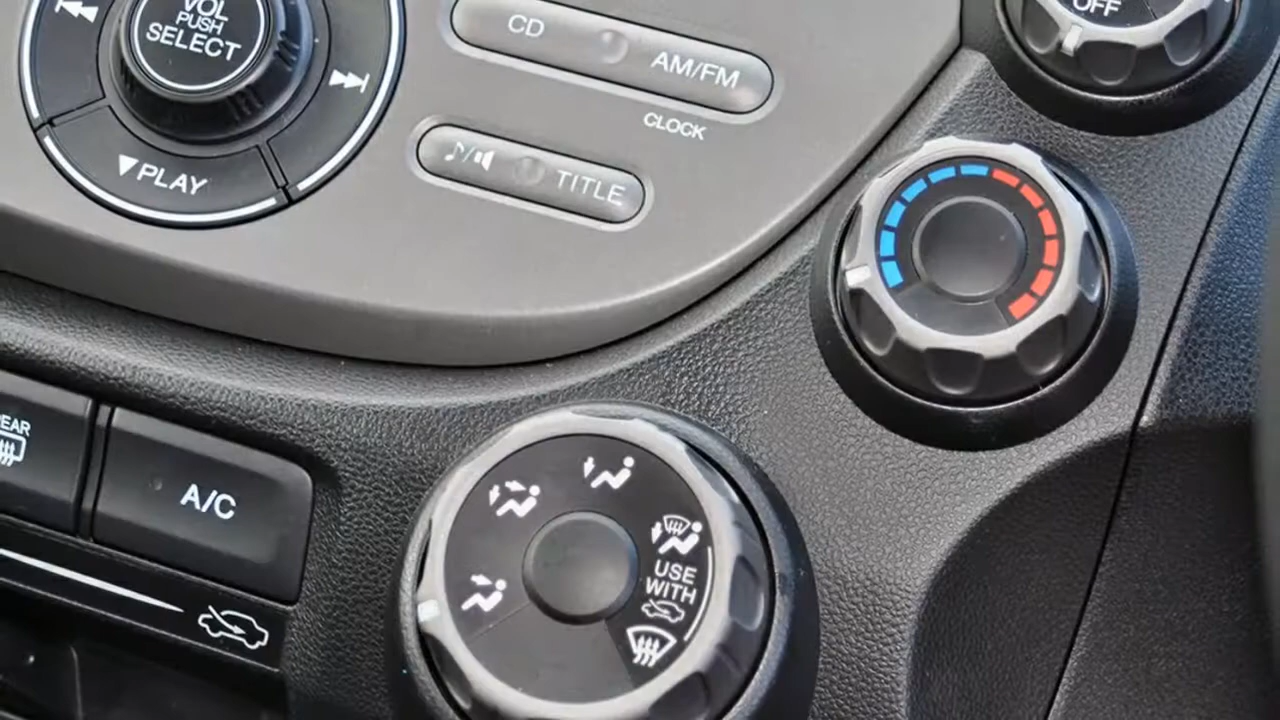 VOL
PUSH
SELECT
CD
AM/FM
CLOCK
TITLE
PLAY
OFF
REAR
A/C
USE
WITH